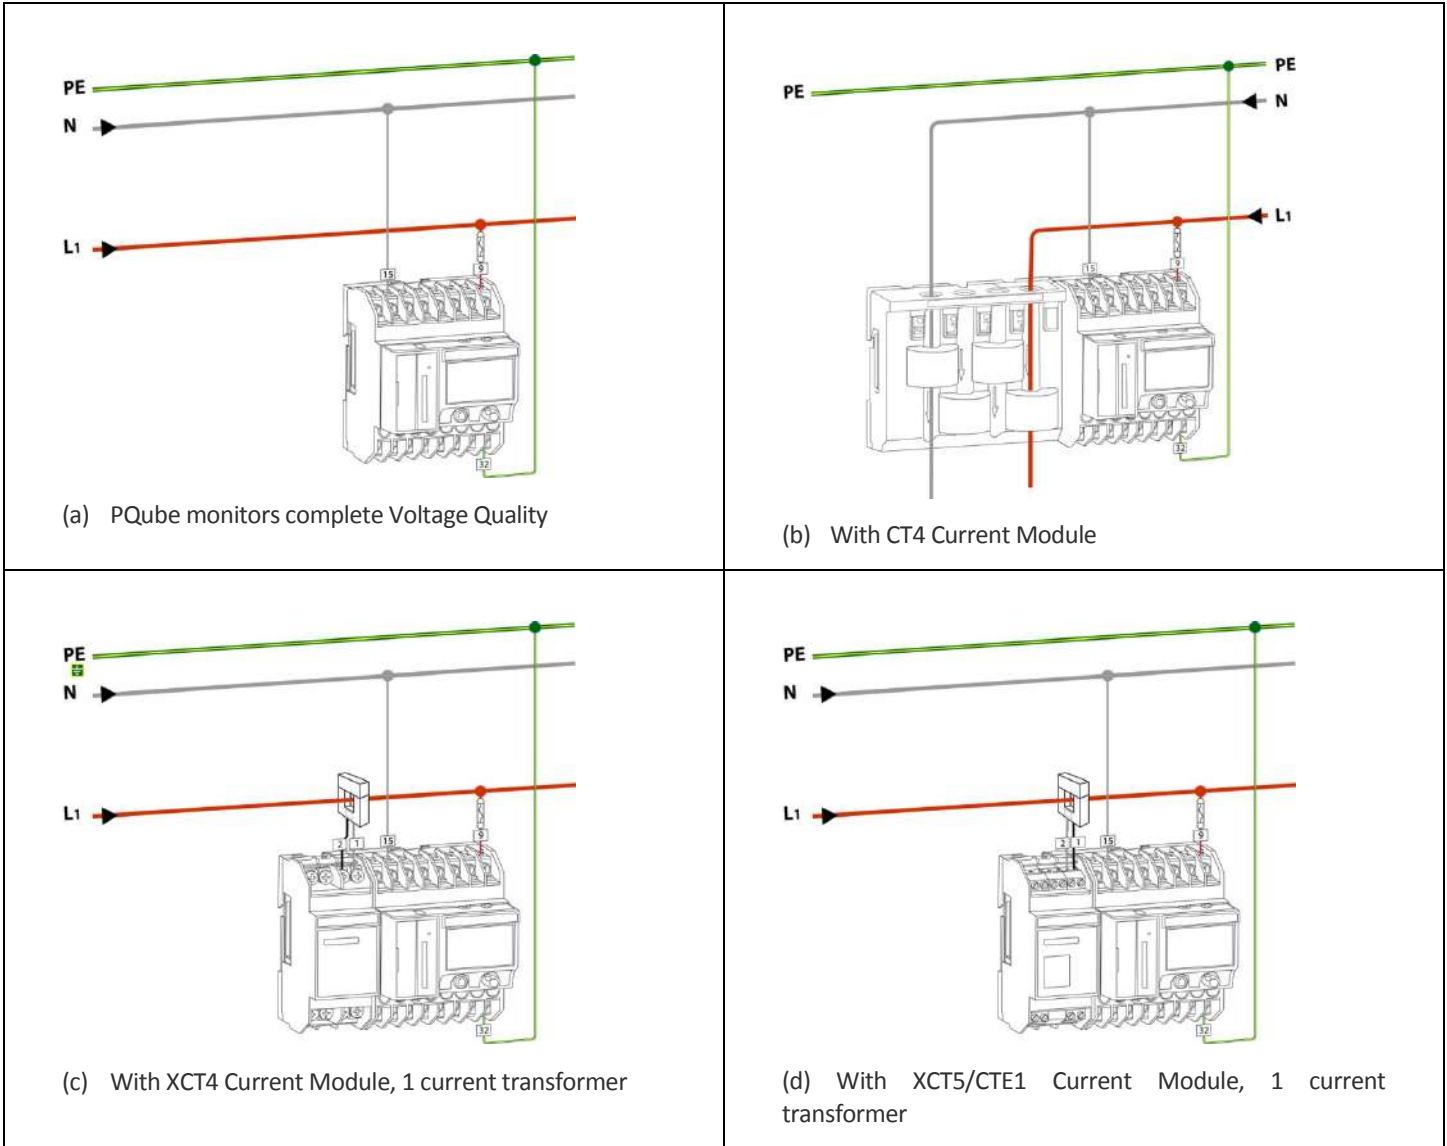 PE
N
L1
15
9
32
(a) PQube monitors complete Voltage Quality
PE
PE
N
L1
15
9
32
(b) With CT4 Current Module
PE
N
L1
2 1 15
9
32
(c) With XCT4 Current Module, 1 current transformer
PE
N
L1
2 1 15
9
32
(d) With XCT5/CTE1 Current Module, 1 current
transformer